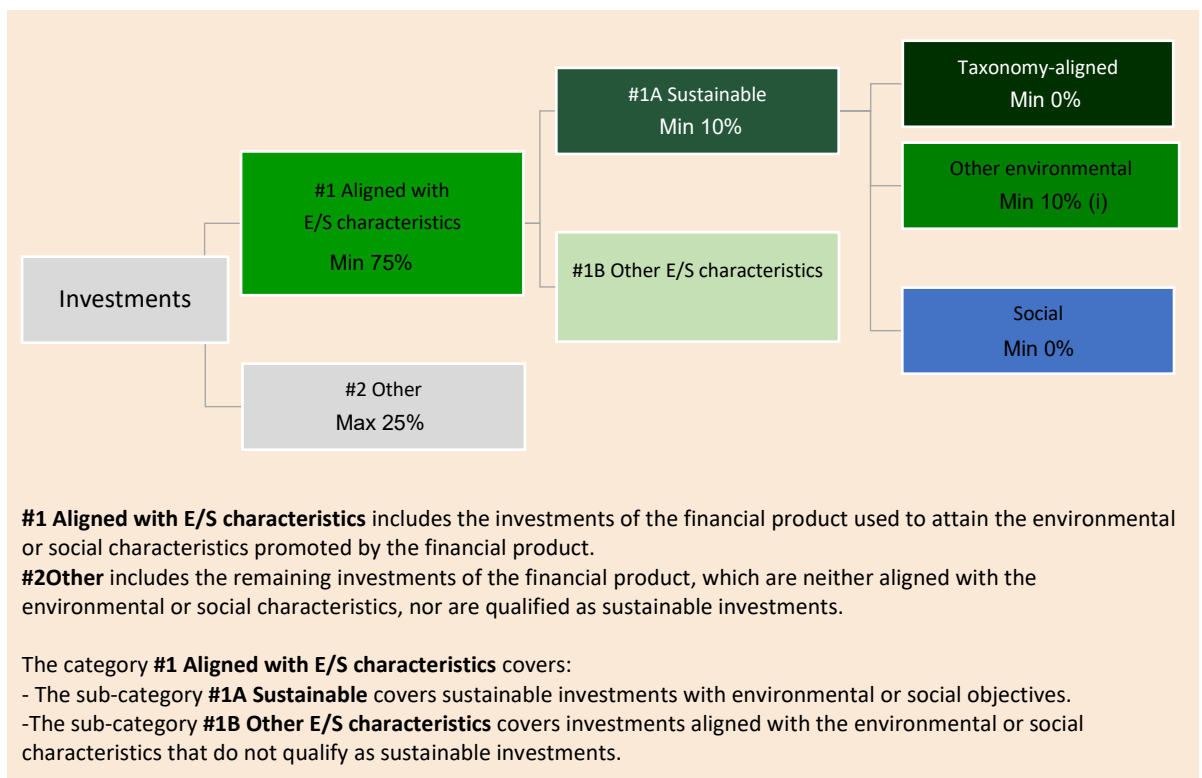 Investments
#1 Aligned with
E/S characteristics
Min 75%
#2 Other
Max 25%
#1A Sustainable
Min 10%
#1B Other E/S characteristics
Taxonomy-aligned
Min 0%
Other environmental
Min 10% (i)
Social
Min 0%
#1 Aligned with E/S characteristics includes the investments of the financial product used to attain the environmental
or social characteristics promoted by the financial product.
#2Other includes the remaining investments of the financial product, which are neither aligned with the
environmental or social characteristics, nor are qualified as sustainable investments.
The category #1 Aligned with E/S characteristics covers:
- The sub-category #1A Sustainable covers sustainable investments with environmental or social objectives.
-The sub-category #1B Other E/S characteristics covers investments aligned with the environmental or social
characteristics that do not qualify as sustainable investments.